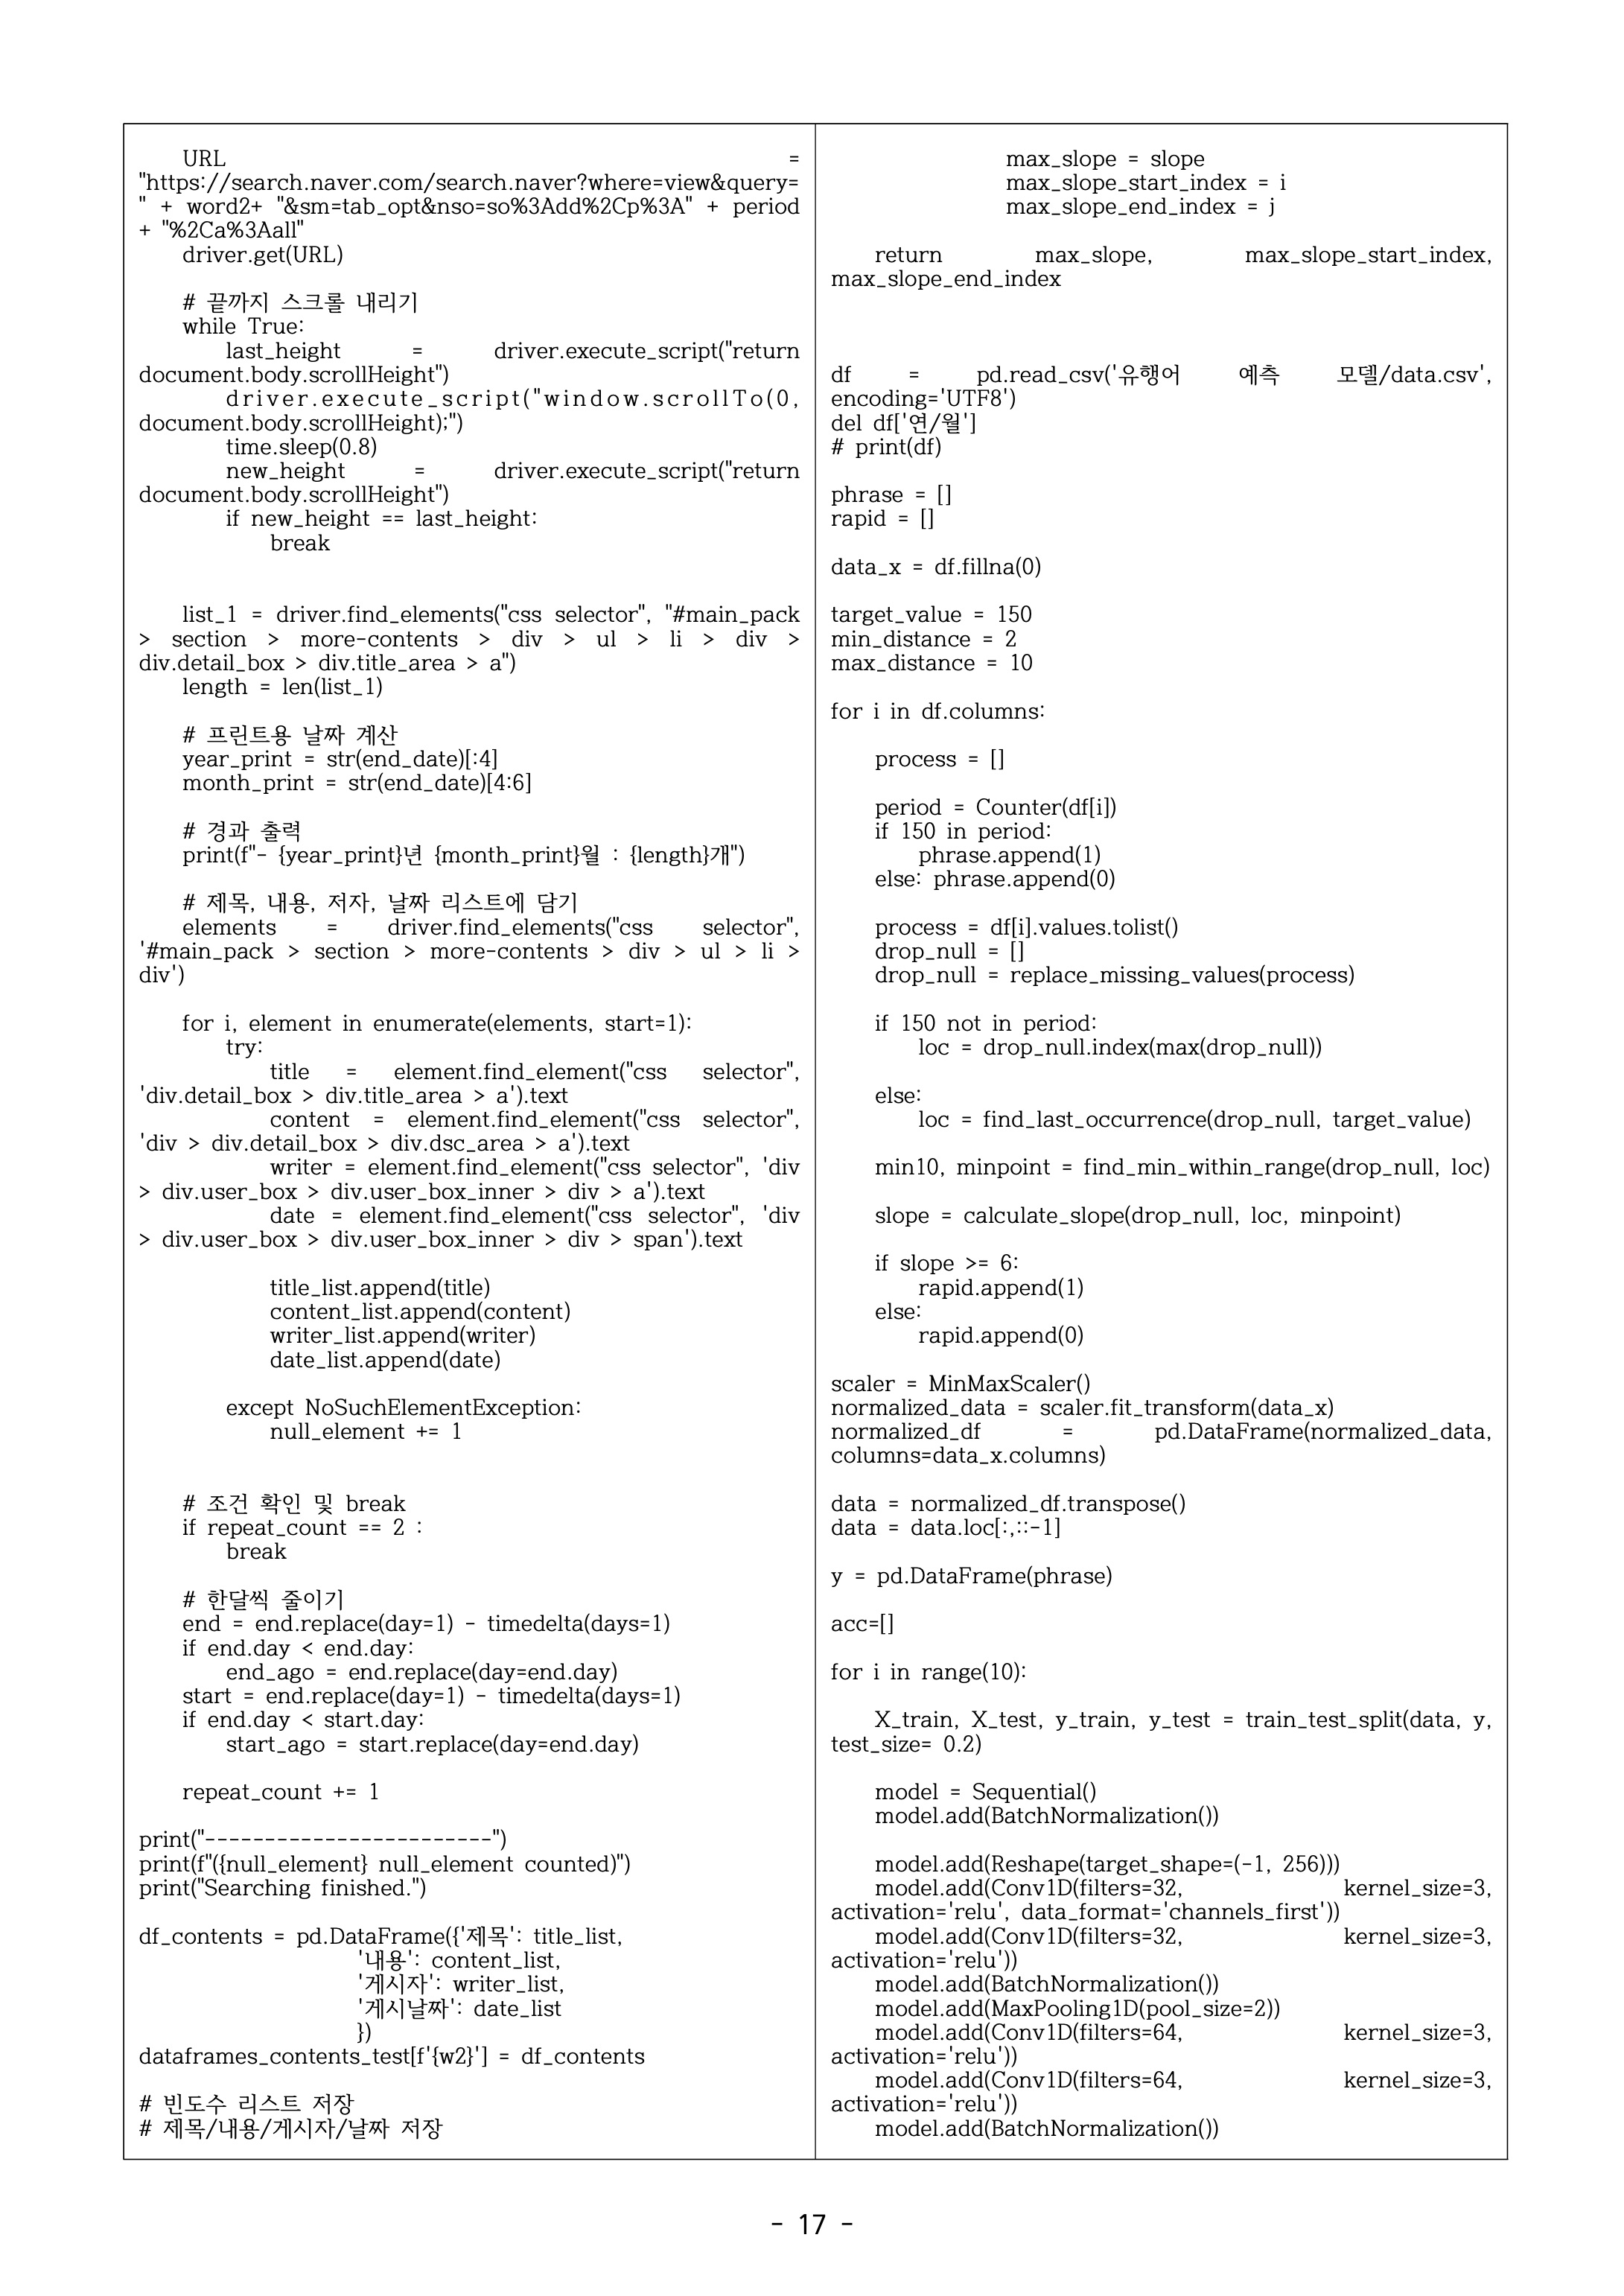 URL =
"https://search.naver.com/search.naver?where=view&query=
" + word2+ "&sm=tab_opt&nso=so%3Add%2Cp%3A" + period
+ "%2Ca%3Aall"
    driver.get(URL)

    # 끝까지 스크롤 내리기
    while True:
        last_height = driver.execute_script("return
document.body.scrollHeight")
        driver.execute_script("window.scrollTo(0,
document.body.scrollHeight);")
        time.sleep(0.8)
        new_height = driver.execute_script("return
document.body.scrollHeight")
        if new_height == last_height:
            break

    list_1 = driver.find_elements("css selector", "#main_pack
> section > more-contents > div > ul > li > div >
div.detail_box > div.title_area > a")
    length = len(list_1)

    # 프린트용 날짜 계산
    year_print = str(end_date)[:4]
    month_print = str(end_date)[4:6]

    # 경과 출력
    print(f"- {year_print}년 {month_print}월 : {length}개")

    # 제목, 내용, 저자, 날짜 리스트에 담기
    elements = driver.find_elements("css selector",
'#main_pack > section > more-contents > div > ul > li >
div')

    for i, element in enumerate(elements, start=1):
        try:
            title = element.find_element("css selector",
'div.detail_box > div.title_area > a').text
            content = element.find_element("css selector",
'div > div.detail_box > div.dsc_area > a').text
            writer = element.find_element("css selector", 'div
> div.user_box > div.user_box_inner > div > a').text
            date = element.find_element("css selector", 'div
> div.user_box > div.user_box_inner > div > span').text

            title_list.append(title)
            content_list.append(content)
            writer_list.append(writer)
            date_list.append(date)

        except NoSuchElementException:
            null_element += 1

    # 조건 확인 및 break
    if repeat_count == 2 :
        break

    # 한달씩 줄이기
    end = end.replace(day=1) - timedelta(days=1)
    if end.day < end.day:
        end_ago = end.replace(day=end.day)
    start = end.replace(day=1) - timedelta(days=1)
    if end.day < start.day:
        start_ago = start.replace(day=end.day)

    repeat_count += 1

print("------------------------")
print(f"({null_element} null_element counted)")
print("Searching finished.")

df_contents = pd.DataFrame({'제목': title_list,
                    '내용': content_list,
                    '게시자': writer_list,
                    '게시날짜': date_list
                    })
dataframes_contents_test[f'{w2}'] = df_contents

# 빈도수 리스트 저장
# 제목/내용/게시자/날짜 저장
                max_slope = slope
                max_slope_start_index = i
                max_slope_end_index = j

    return max_slope, max_slope_start_index,
max_slope_end_index

df = pd.read_csv('유행어 예측 모델/data.csv',
encoding='UTF8')
del df['연/월']
# print(df)

phrase = []
rapid = []

data_x = df.fillna(0)

target_value = 150
min_distance = 2
max_distance = 10

for i in df.columns:

    process = []

    period = Counter(df[i])
    if 150 in period:
        phrase.append(1)
    else: phrase.append(0)

    process = df[i].values.tolist()
    drop_null = []
    drop_null = replace_missing_values(process)

    if 150 not in period:
        loc = drop_null.index(max(drop_null))

    else:
        loc = find_last_occurrence(drop_null, target_value)

    min10, minpoint = find_min_within_range(drop_null, loc)

    slope = calculate_slope(drop_null, loc, minpoint)

    if slope >= 6:
        rapid.append(1)
    else:
        rapid.append(0)

scaler = MinMaxScaler()
normalized_data = scaler.fit_transform(data_x)
normalized_df = pd.DataFrame(normalized_data,
columns=data_x.columns)

data = normalized_df.transpose()
data = data.loc[:,::-1]

y = pd.DataFrame(phrase)

acc=[]

for i in range(10):

    X_train, X_test, y_train, y_test = train_test_split(data, y,
test_size= 0.2)

    model = Sequential()
    model.add(BatchNormalization())

    model.add(Reshape(target_shape=(-1, 256)))
    model.add(Conv1D(filters=32, kernel_size=3,
activation='relu', data_format='channels_first'))
    model.add(Conv1D(filters=32, kernel_size=3,
activation='relu'))
    model.add(BatchNormalization())
    model.add(MaxPooling1D(pool_size=2))
    model.add(Conv1D(filters=64, kernel_size=3,
activation='relu'))
    model.add(Conv1D(filters=64, kernel_size=3,
activation='relu'))
    model.add(BatchNormalization())
- 17 -